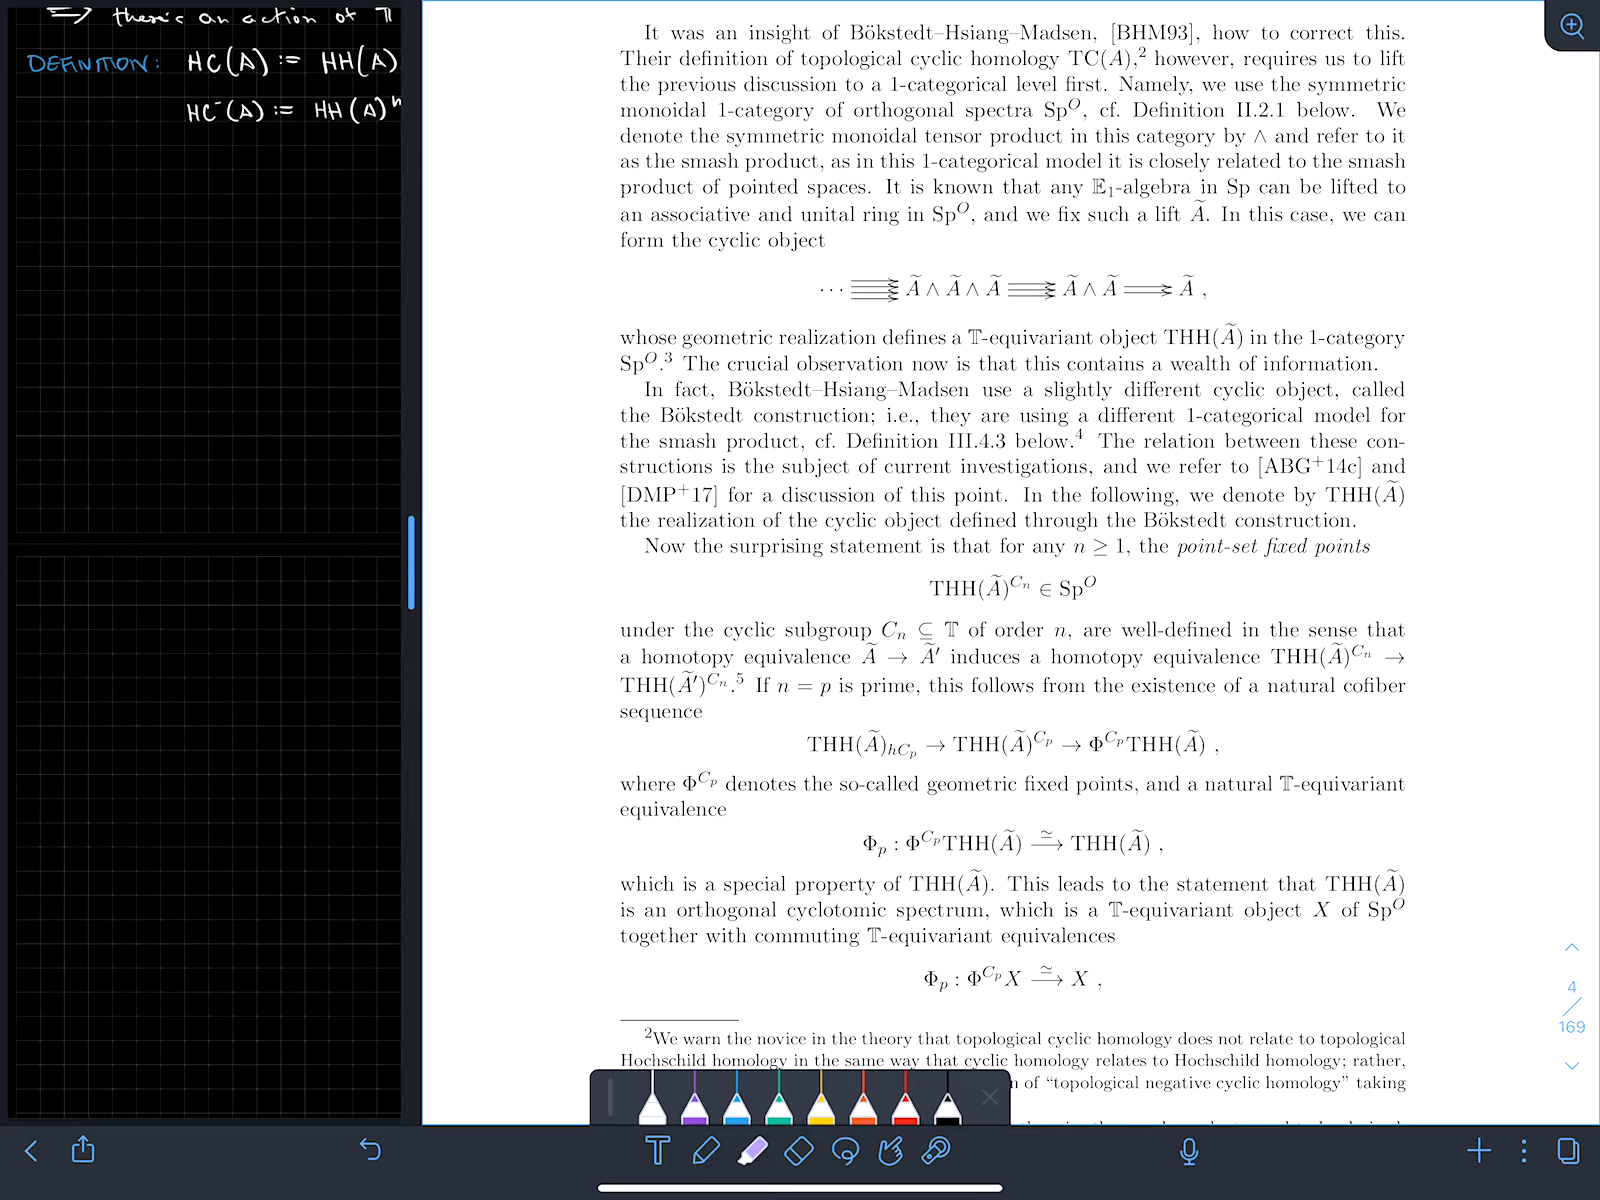 ⇒ there's an action of 𝕋
DEFINITION: HC(A) := HH(A)
HC⁻(A) := HH(A)ʰ
It was an insight of Bökstedt–Hsiang–Madsen, [BHM93], how to correct this.
Their definition of topological cyclic homology TC(A),² however, requires us to lift
the previous discussion to a 1-categorical level first. Namely, we use the symmetric
monoidal 1-category of orthogonal spectra Sp^O, cf. Definition II.2.1 below. We
denote the symmetric monoidal tensor product in this category by ∧ and refer to it
as the smash product, as in this 1-categorical model it is closely related to the smash
product of pointed spaces. It is known that any 𝔼₁-algebra in Sp can be lifted to
an associative and unital ring in Sp^O, and we fix such a lift Ã. In this case, we can
form the cyclic object
⋯ Ã ∧ Ã ∧ Ã Ã ∧ Ã Ã ,
whose geometric realization defines a 𝕋-equivariant object THH(Ã) in the 1-category
Sp^O.³ The crucial observation now is that this contains a wealth of information.
In fact, Bökstedt–Hsiang–Madsen use a slightly different cyclic object, called
the Bökstedt construction; i.e., they are using a different 1-categorical model for
the smash product, cf. Definition III.4.3 below.⁴ The relation between these con-
structions is the subject of current investigations, and we refer to [ABG⁺14c] and
[DMP⁺17] for a discussion of this point. In the following, we denote by THH(Ã)
the realization of the cyclic object defined through the Bökstedt construction.
Now the surprising statement is that for any n ≥ 1, the point-set fixed points
THH(Ã)^{C_n} ∈ Sp^O
under the cyclic subgroup C_n ⊆ 𝕋 of order n, are well-defined in the sense that
a homotopy equivalence Ã → Ã′ induces a homotopy equivalence THH(Ã)^{C_n} →
THH(Ã′)^{C_n}.⁵ If n = p is prime, this follows from the existence of a natural cofiber
sequence
THH(Ã)_{hC_p} → THH(Ã)^{C_p} → Φ^{C_p}THH(Ã) ,
where Φ^{C_p} denotes the so-called geometric fixed points, and a natural 𝕋-equivariant
equivalence
Φ_p : Φ^{C_p}THH(Ã) ≃→ THH(Ã) ,
which is a special property of THH(Ã). This leads to the statement that THH(Ã)
is an orthogonal cyclotomic spectrum, which is a 𝕋-equivariant object X of Sp^O
together with commuting 𝕋-equivariant equivalences
Φ_p : Φ^{C_p}X ≃→ X ,
²We warn the novice in the theory that topological cyclic homology does not relate to topological
Hochschild homology in the same way that cyclic homology relates to Hochschild homology; rather,
n of “topological negative cyclic homology” taking
4
/
169
T